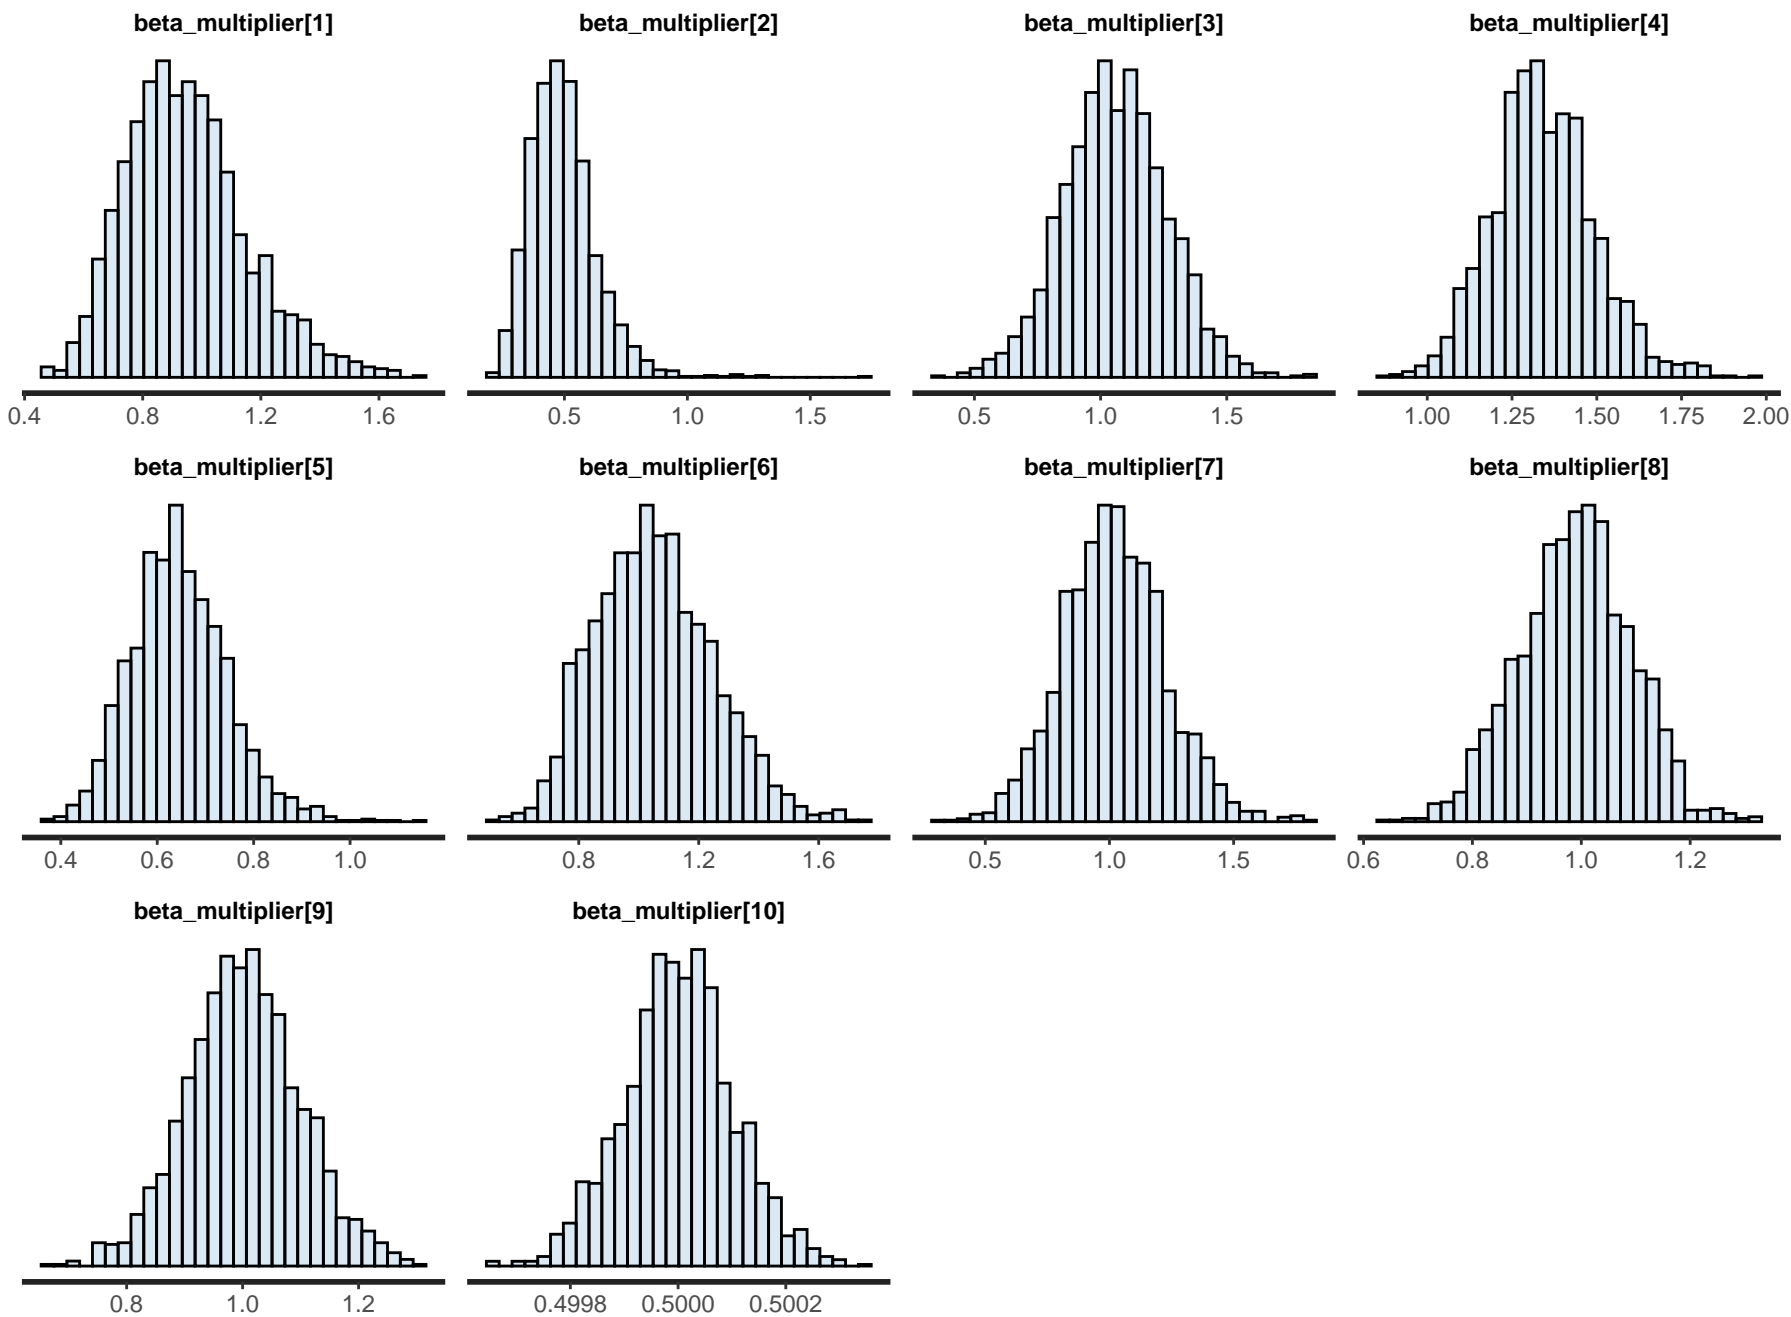 beta_multiplier[1] beta_multiplier[2] beta_multiplier[3] beta_multiplier[4]
0.4 0.8 1.2 1.6 0.5 1.0 1.5 0.5 1.0 1.5 1.00 1.25 1.50 1.75 2.00
beta_multiplier[5] beta_multiplier[6] beta_multiplier[7] beta_multiplier[8]
0.4 0.6 0.8 1.0 0.8 1.2 1.6 0.5 1.0 1.5 0.6 0.8 1.0 1.2
beta_multiplier[9] beta_multiplier[10]
0.8 1.0 1.2 0.4998 0.5000 0.5002